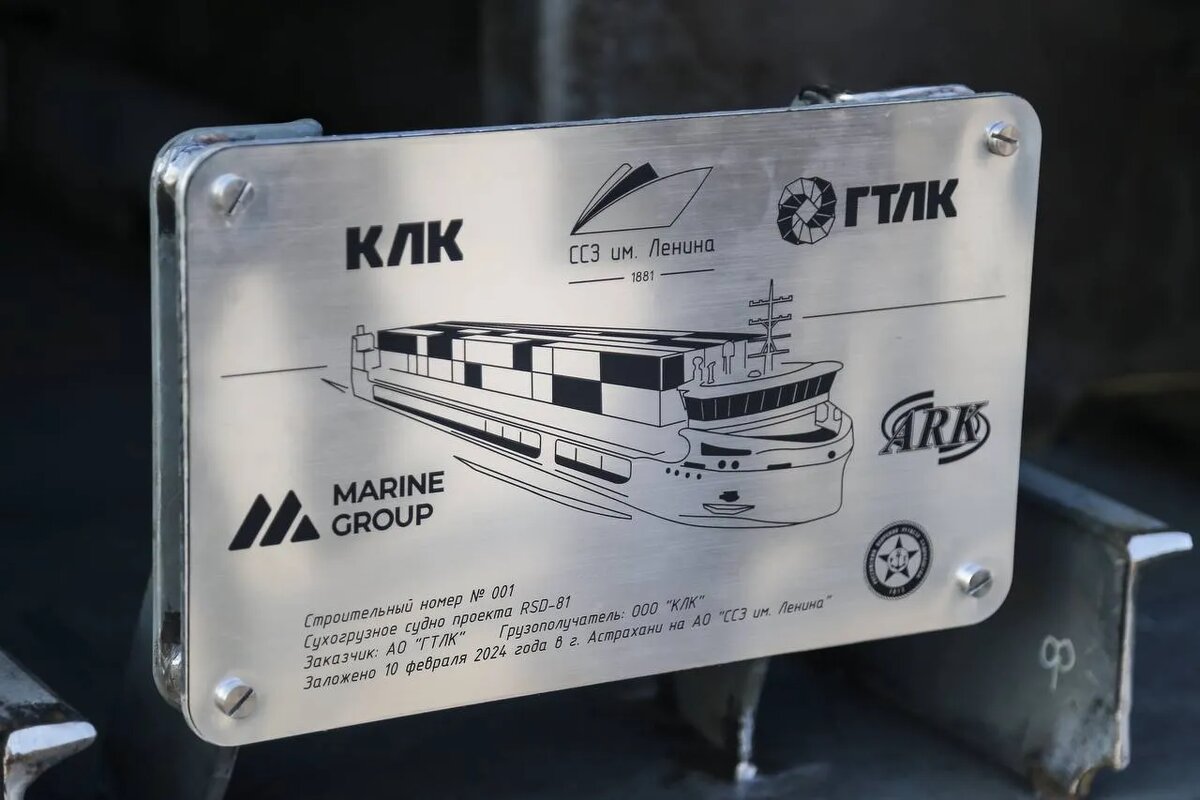 КЛК
ССЗ им. Ленина
1881
ГТЛК
ARK
MARINE
GROUP
1913
Строительный номер № 001
Сухогрузное судно проекта RSD-81
Заказчик: АО "ГТЛК" Грузополучатель: ООО "КЛК"
Заложено 10 февраля 2024 года в г. Астрахани на АО "ССЗ им. Ленина"